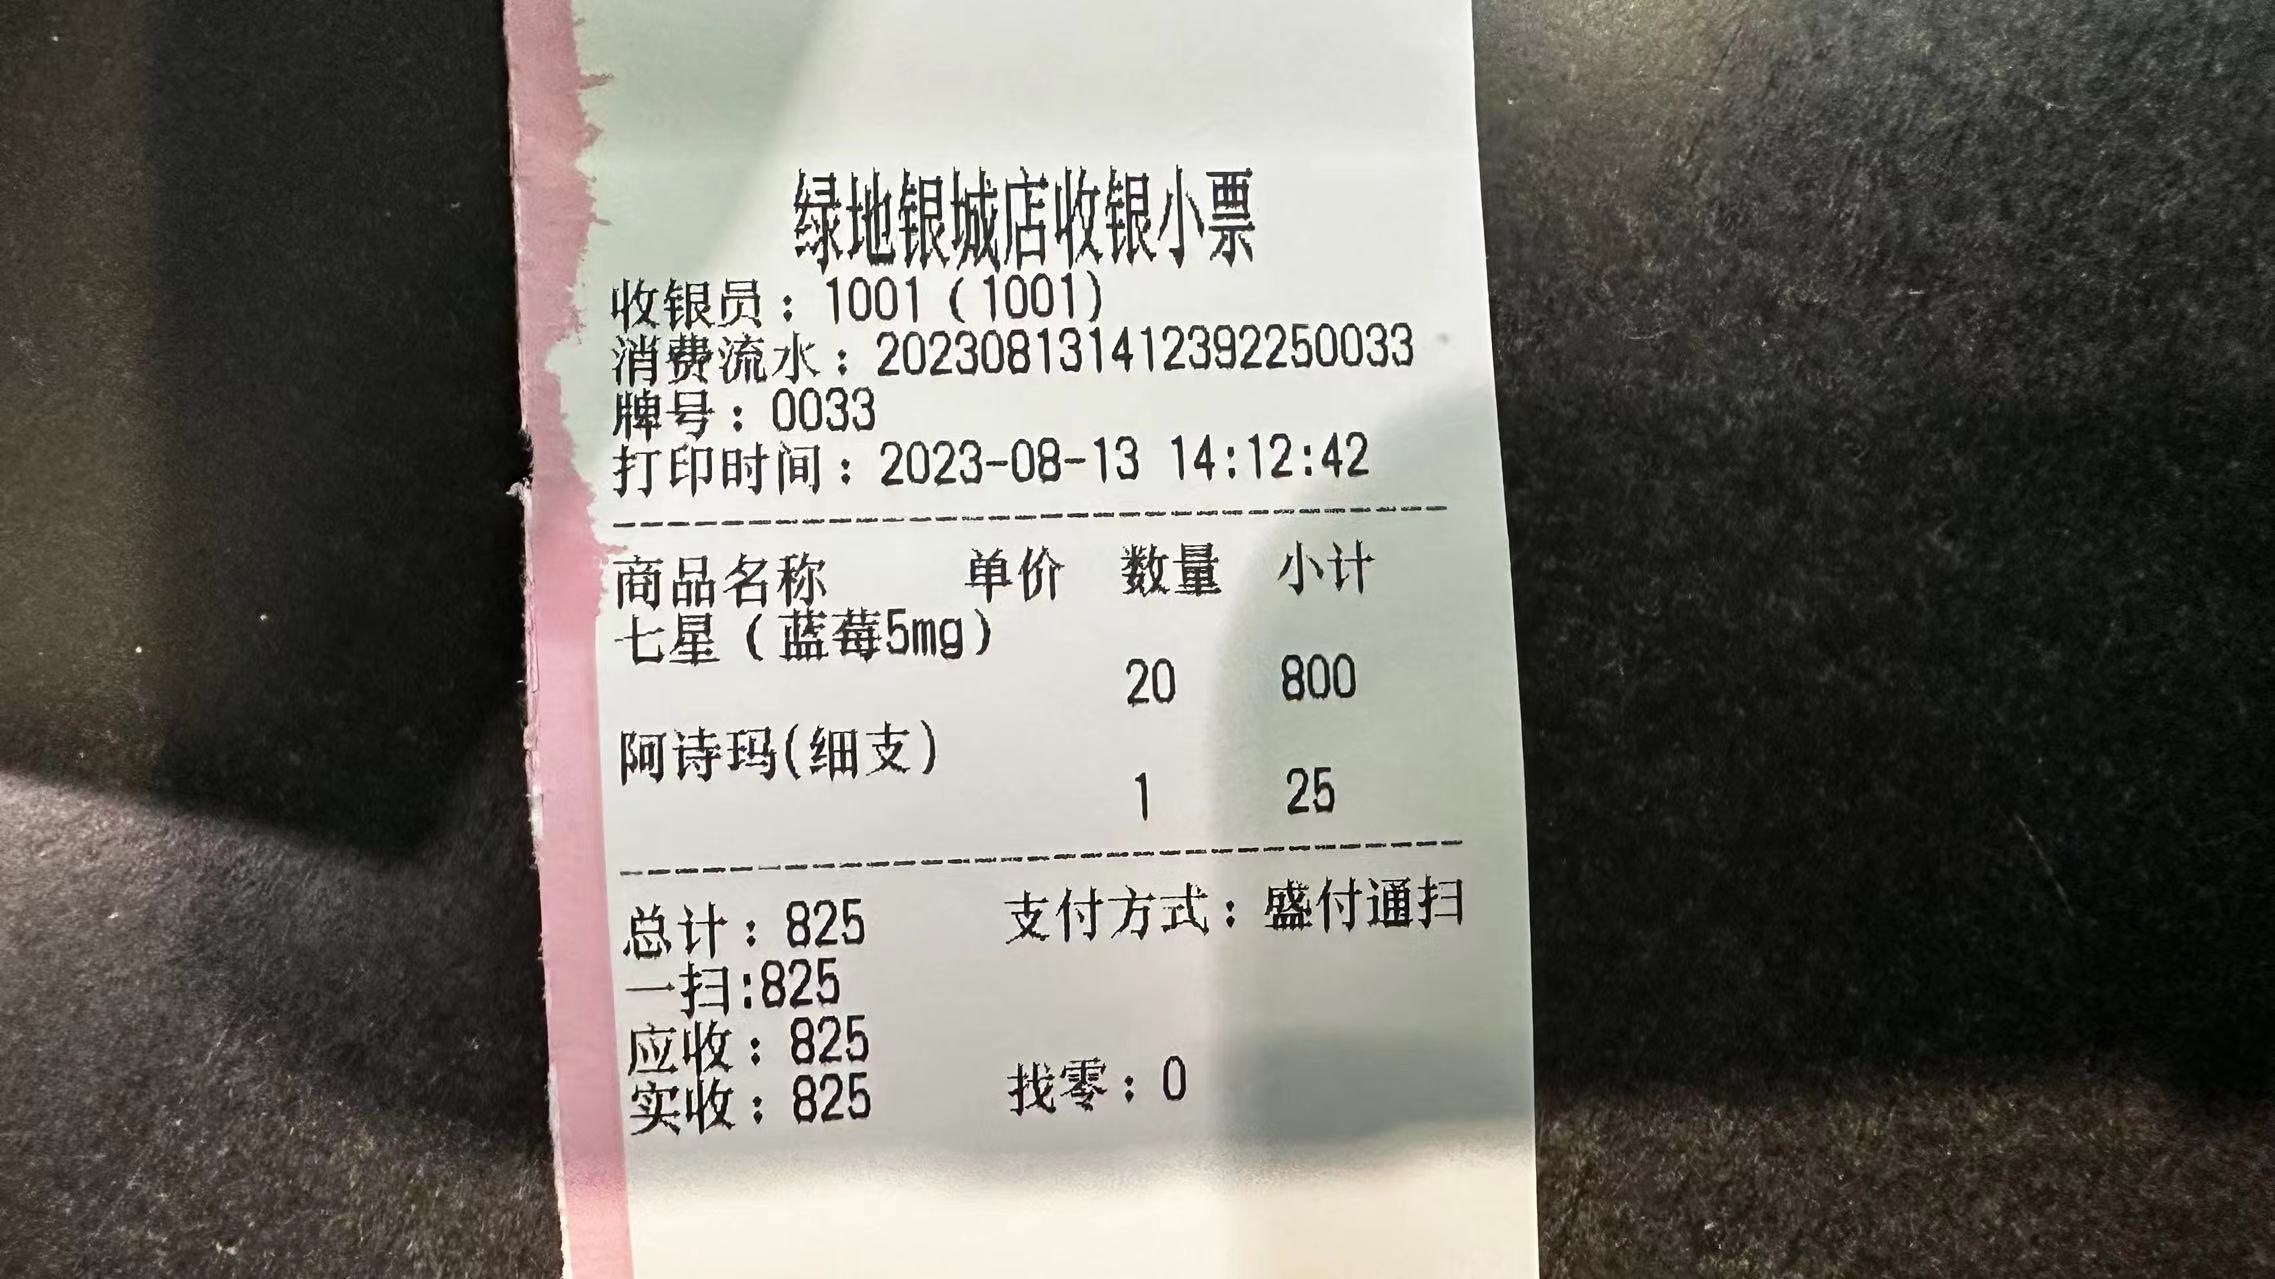 绿地银城店收银小票
收银员：1001（1001）
消费流水：202308131412392250033
牌号：0033
打印时间：2023-08-13 14:12:42
商品名称 单价 数量 小计
七星（蓝莓5mg）
20 800
阿诗玛(细支)
1 25
总计：825 支付方式：盛付通扫
一扫:825
应收：825
实收：825 找零：0